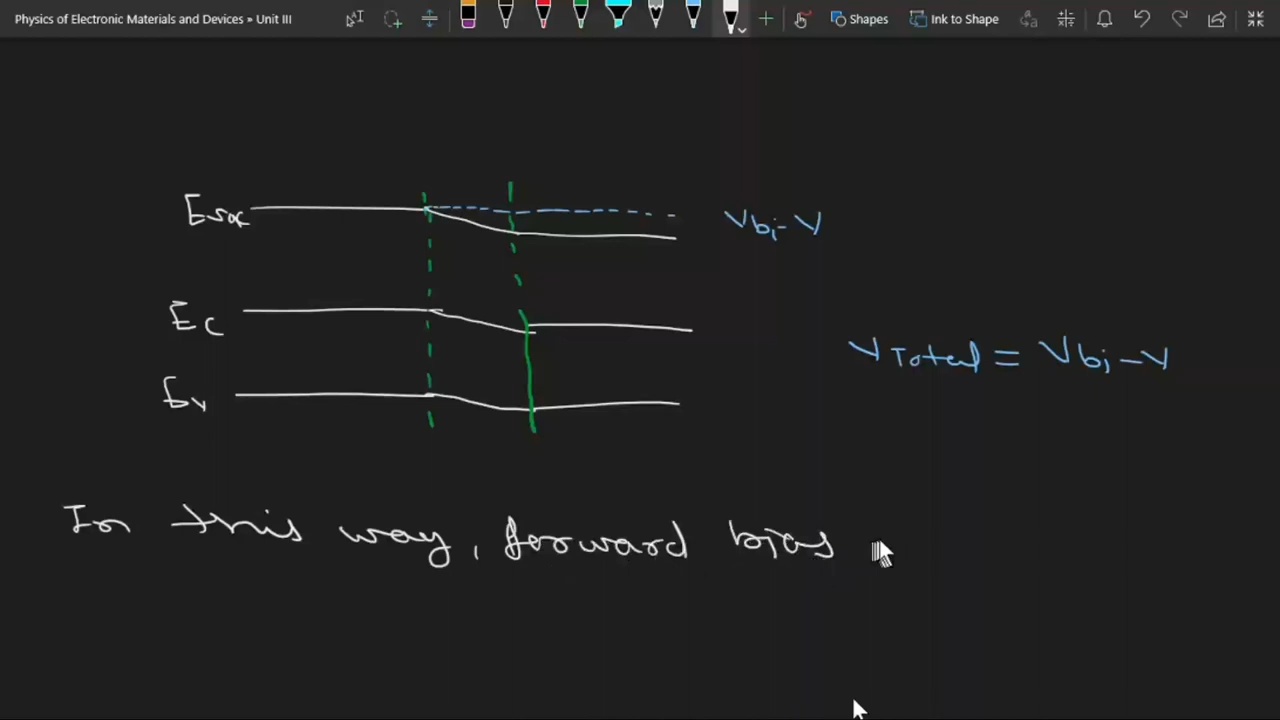 Physics of Electronic Materials and Devices » Unit III
Shapes
Ink to Shape
Evac
Vbi-V
Ec
VTotal = Vbi-V
Ev
In this way, forward bias